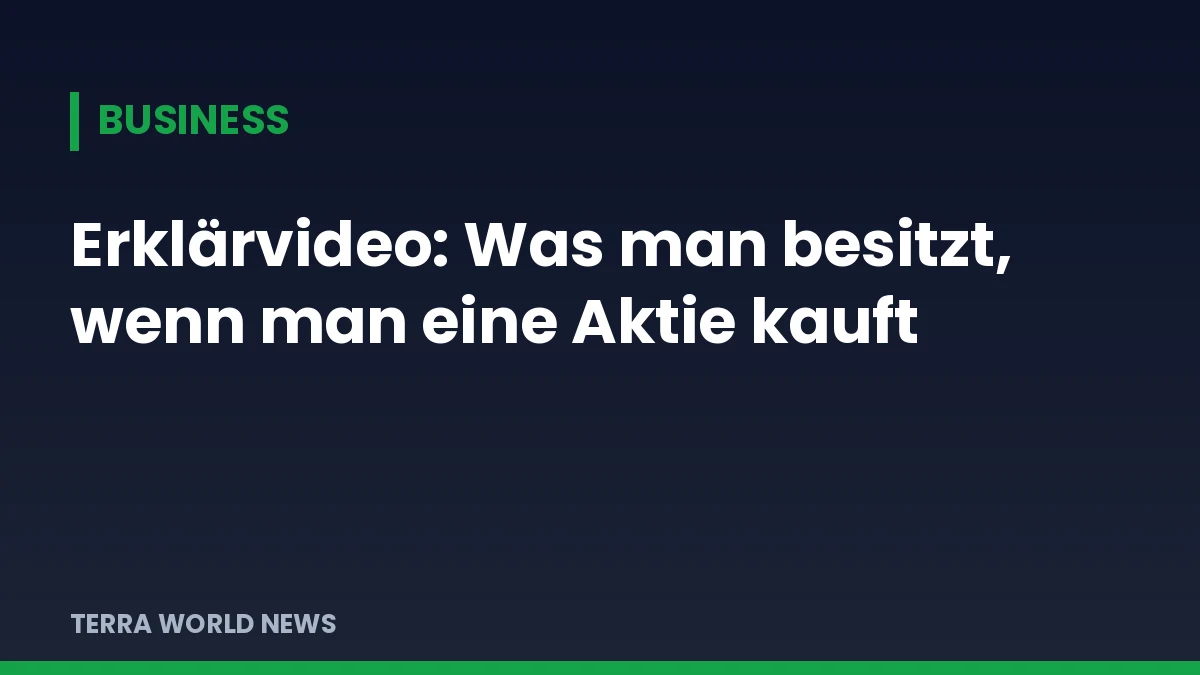 BUSINESS
Erklärvideo: Was man besitzt,
wenn man eine Aktie kauft
TERRA WORLD NEWS